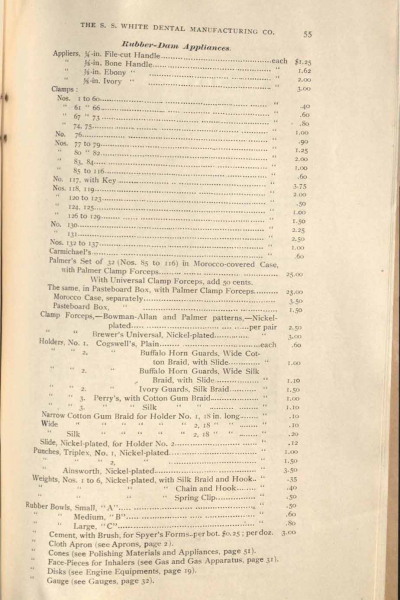 THE S. S. WHITE DENTAL MANUFACTURING CO. 55
Rubber-Dam Appliances.
Appliers, ¼-in. File-cut Handle each $1.25
" ¾-in. Bone Handle " 1.62
" ¾-in. Ebony " " 2.00
" ¾-in. Ivory " " 3.00
Clamps:
Nos. 1 to 60 " .40
" 61 " 66 " .60
" 67 " 73 " .80
" 74, 75 " 1.00
No. 76 " .90
Nos. 77 to 79 " 1.25
" 80 " 82 " 2.00
" 83, 84 " 1.00
" 85 to 116 " .60
No. 117, with Key " 3.75
Nos. 118, 119 " 2.00
" 120 to 123 " .50
" 124, 125 " 1.00
" 126 to 129 " 1.50
No. 130 " 2.25
" 131 " 2.50
Nos. 132 to 137 " 1.00
Carmichael's " .60
Palmer's Set of 32 (Nos. 85 to 116) in Morocco-covered Case,
with Palmer Clamp Forceps 25.00
With Universal Clamp Forceps, add 50 cents.
The same, in Pasteboard Box, with Palmer Clamp Forceps 23.00
Morocco Case, separately 3.50
Pasteboard Box, " 1.50
Clamp Forceps,—Bowman-Allan and Palmer patterns,—Nickel-
plated per pair 2.50
" " Brewer's Universal, Nickel-plated " 3.00
Holders, No. 1. Cogswell's, Plain each .60
" " 2. " Buffalo Horn Guards, Wide Cot-
ton Braid, with Slide " 1.00
" " 2. " Buffalo Horn Guards, Wide Silk
Braid, with Slide " 1.10
" " 2. " Ivory Guards, Silk Braid " 1.50
" " 3. Perry's, with Cotton Gum Braid " 1.00
" " 3. " " Silk " " " 1.10
Narrow Cotton Gum Braid for Holder No. 1, 18 in. long " .10
Wide " " " " " 2, 18 " " " .10
" Silk " " " " 2, 18 " " " .20
Slide, Nickel-plated, for Holder No. 2 " .12
Punches, Triplex, No. 1, Nickel-plated " 1.00
" " " 2, " " 1.50
" Ainsworth, Nickel-plated " 3.50
Weights, Nos. 1 to 6, Nickel-plated, with Silk Braid and Hook " .35
" " " " Chain and Hook " .40
" " " " Spring Clip " .50
Rubber Bowls, Small, "A" " .50
" " Medium, "B" " .60
" " Large, "C" " .80
" Cement, with Brush, for Spyer's Forms—per bot. $0.25; per doz. 3.00
" Cloth Apron (see Aprons, page 2).
" Cones (see Polishing Materials and Appliances, page 51).
" Face-Pieces for Inhalers (see Gas and Gas Apparatus, page 31).
" Disks (see Engine Equipments, page 19).
" Gauge (see Gauges, page 32).